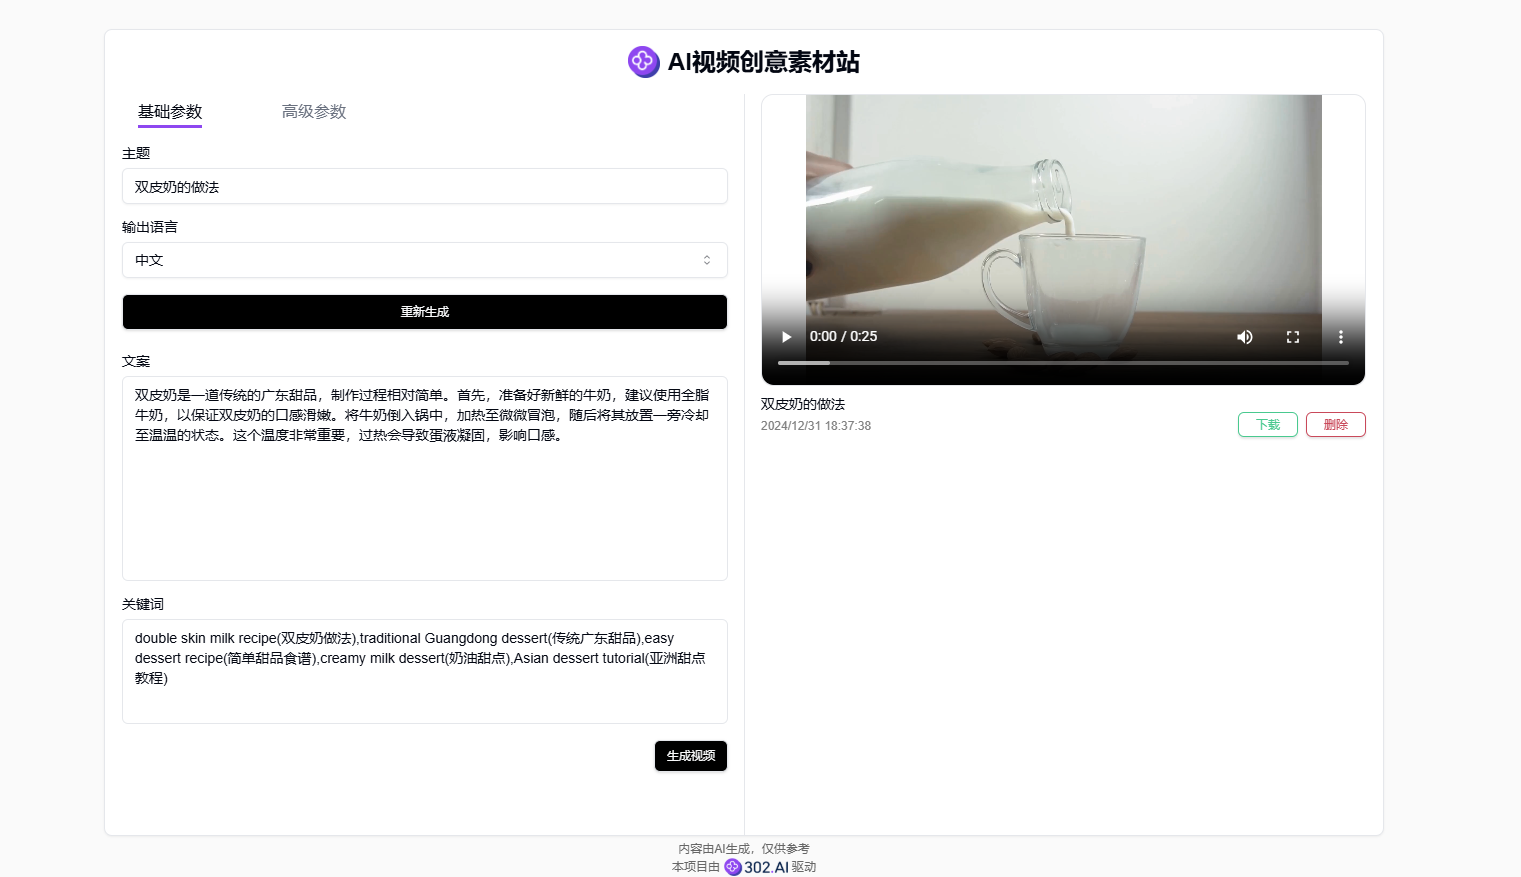 AI视频创意素材站
基础参数
高级参数
主题
双皮奶的做法
输出语言
中文
重新生成
文案
双皮奶是一道传统的广东甜品，制作过程相对简单。首先，准备好新鲜的牛奶，建议使用全脂
牛奶，以保证双皮奶的口感滑嫩。将牛奶倒入锅中，加热至微微冒泡，随后将其放置一旁冷却
至温温的状态。这个温度非常重要，过热会导致蛋液凝固，影响口感。
关键词
double skin milk recipe(双皮奶做法),traditional Guangdong dessert(传统广东甜品),easy
dessert recipe(简单甜品食谱),creamy milk dessert(奶油甜点),Asian dessert tutorial(亚洲甜点
教程)
生成视频
0:00 / 0:25
双皮奶的做法
2024/12/31 18:37:38
下载
删除
内容由AI生成，仅供参考
本项目由 302.AI 驱动